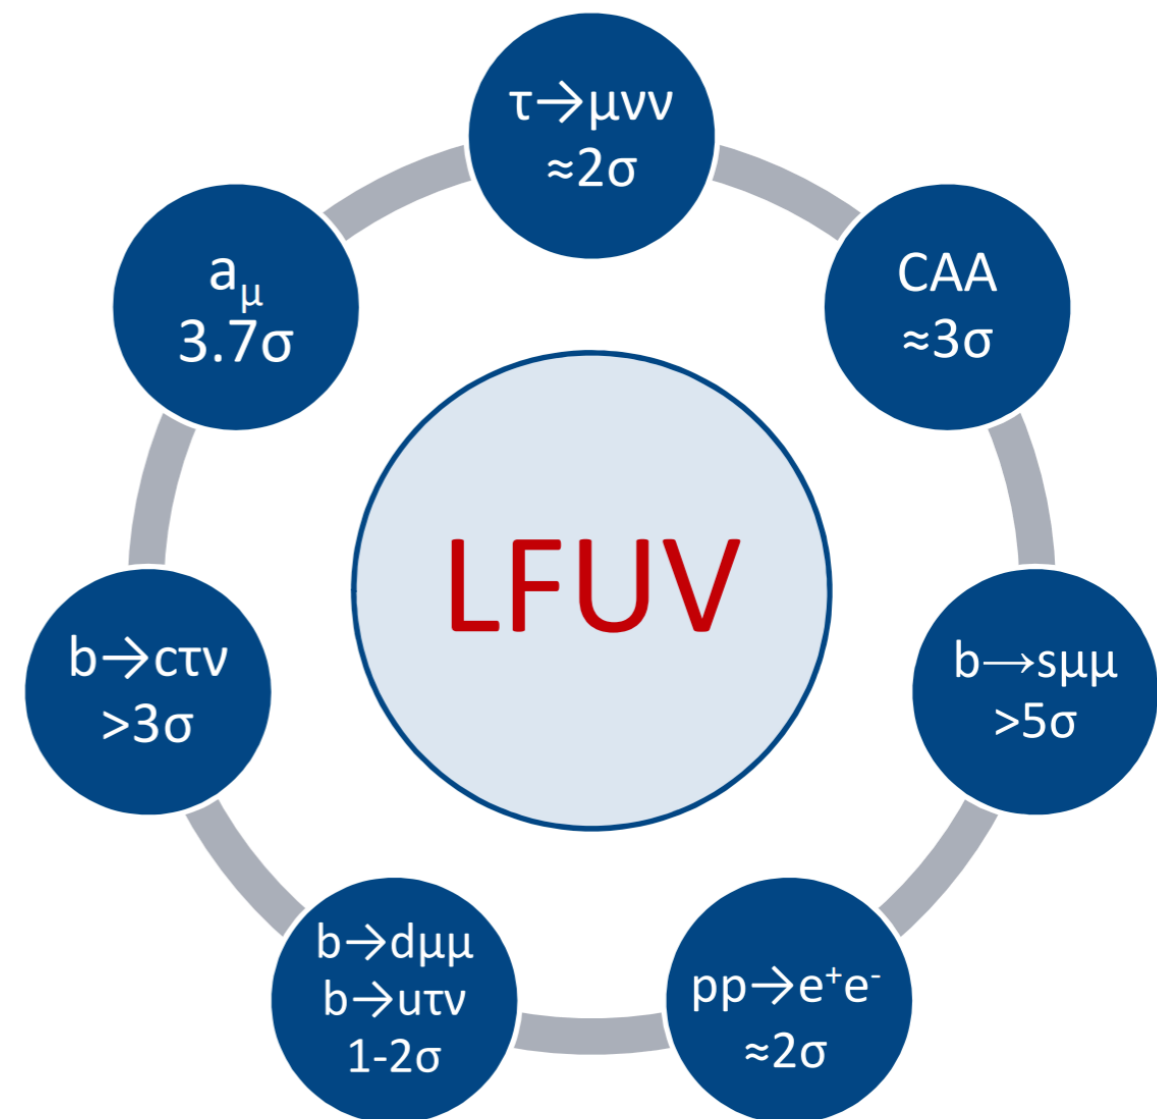 τ→μνν
≈2σ
CAA
≈3σ
b→sμμ
>5σ
pp→e⁺e⁻
≈2σ
b→dμμ
b→uτν
1-2σ
b→cτν
>3σ
aμ
3.7σ
LFUV